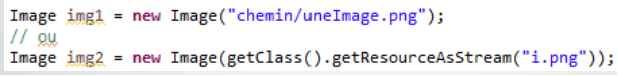 Image img1 = new Image("chemin/uneImage.png");
// ou
Image img2 = new Image(getClass().getResourceAsStream("i.png"));